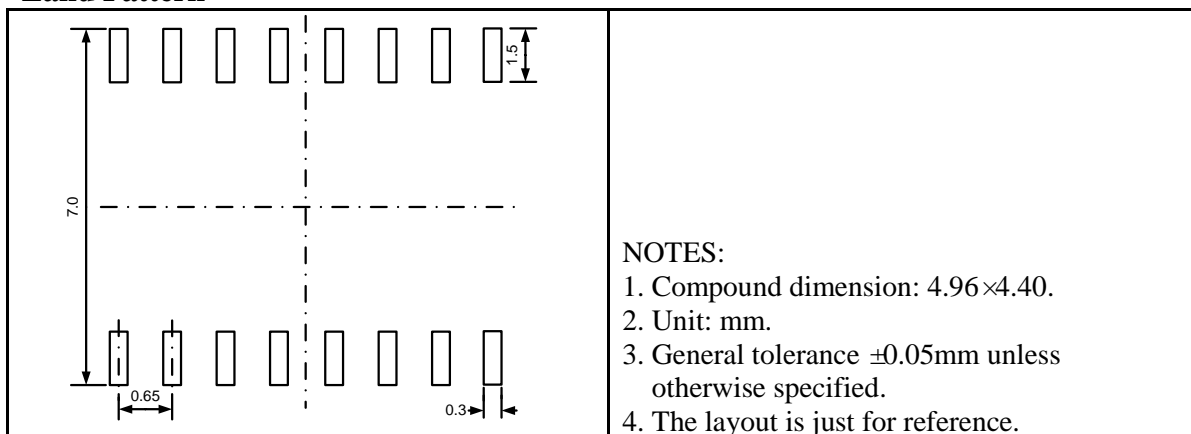 Land Pattern
1.5
7.0
0.65
0.3
NOTES:
1. Compound dimension: 4.96×4.40.
2. Unit: mm.
3. General tolerance ±0.05mm unless
otherwise specified.
4. The layout is just for reference.